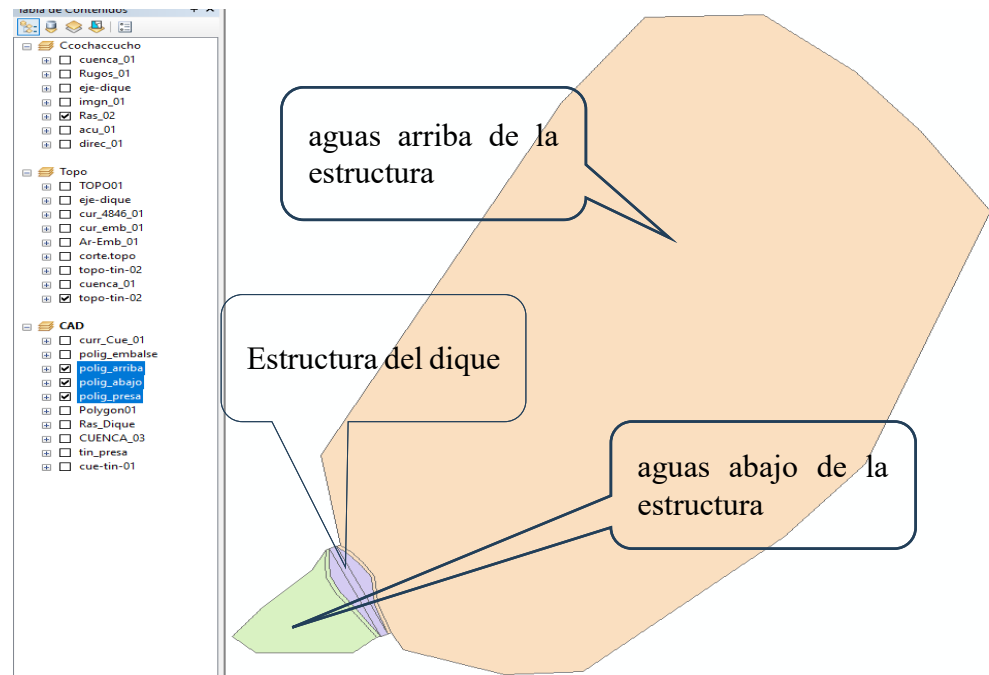 Tabla de Contenidos
Ccochaccucho
cuenca_01
Rugos_01
eje-dique
imgn_01
Ras_02
acu_01
direc_01
Topo
TOPO01
eje-dique
cur_4846_01
cur_emb_01
Ar-Emb_01
corte.topo
topo-tin-02
cuenca_01
topo-tin-02
CAD
curr_Cue_01
polig_embalse
polig_arriba
polig_abajo
polig_presa
Polygon01
Ras_Dique
CUENCA_03
tin_presa
cue-tin-01
aguas arriba de la
estructura
Estructura del dique
aguas abajo de la
estructura